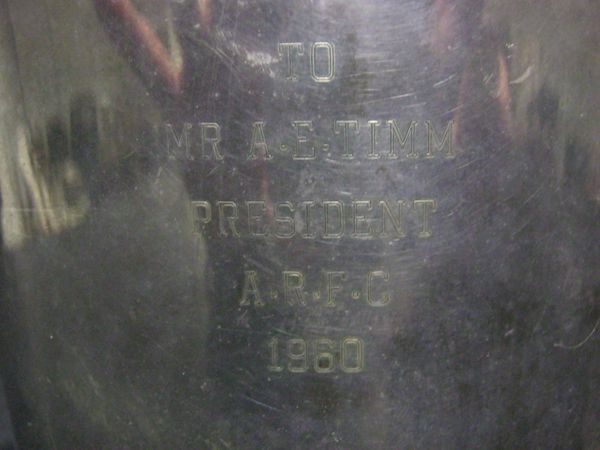 TO
MR A·E·TIMM
PRESIDENT
A·R·F·C
1960